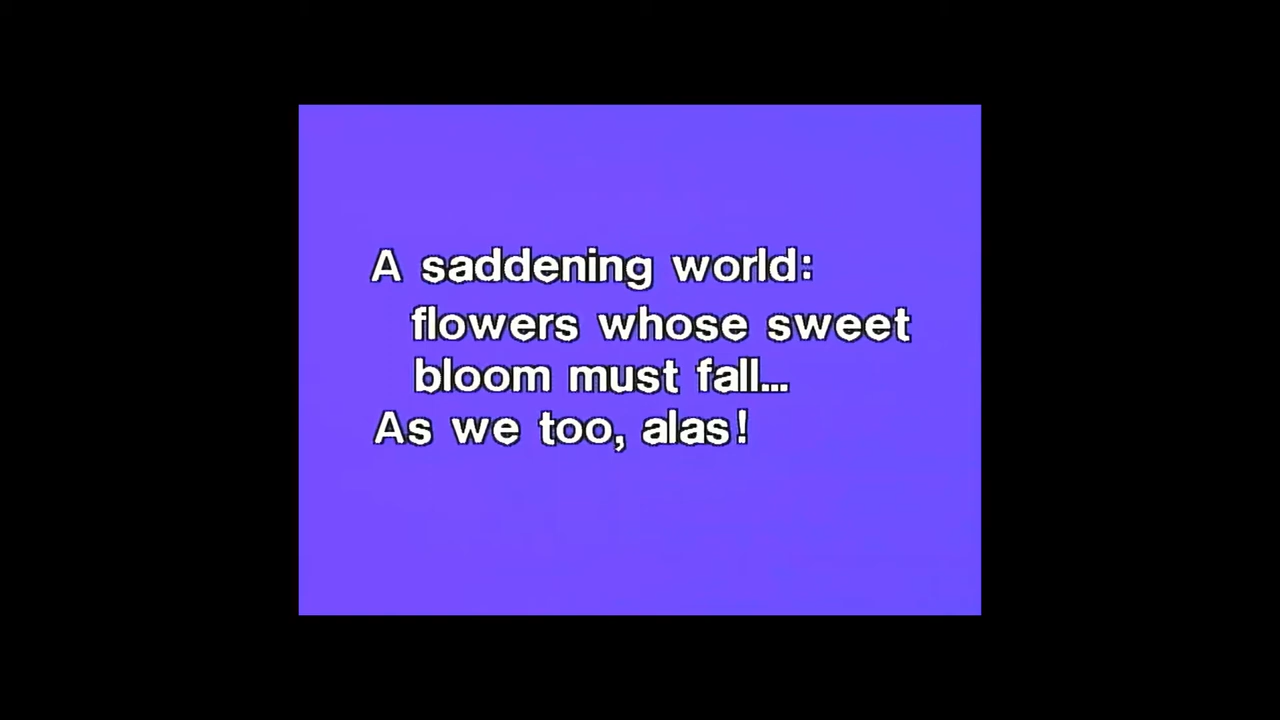 A saddening world:
flowers whose sweet
bloom must fall...
As we too, alas!